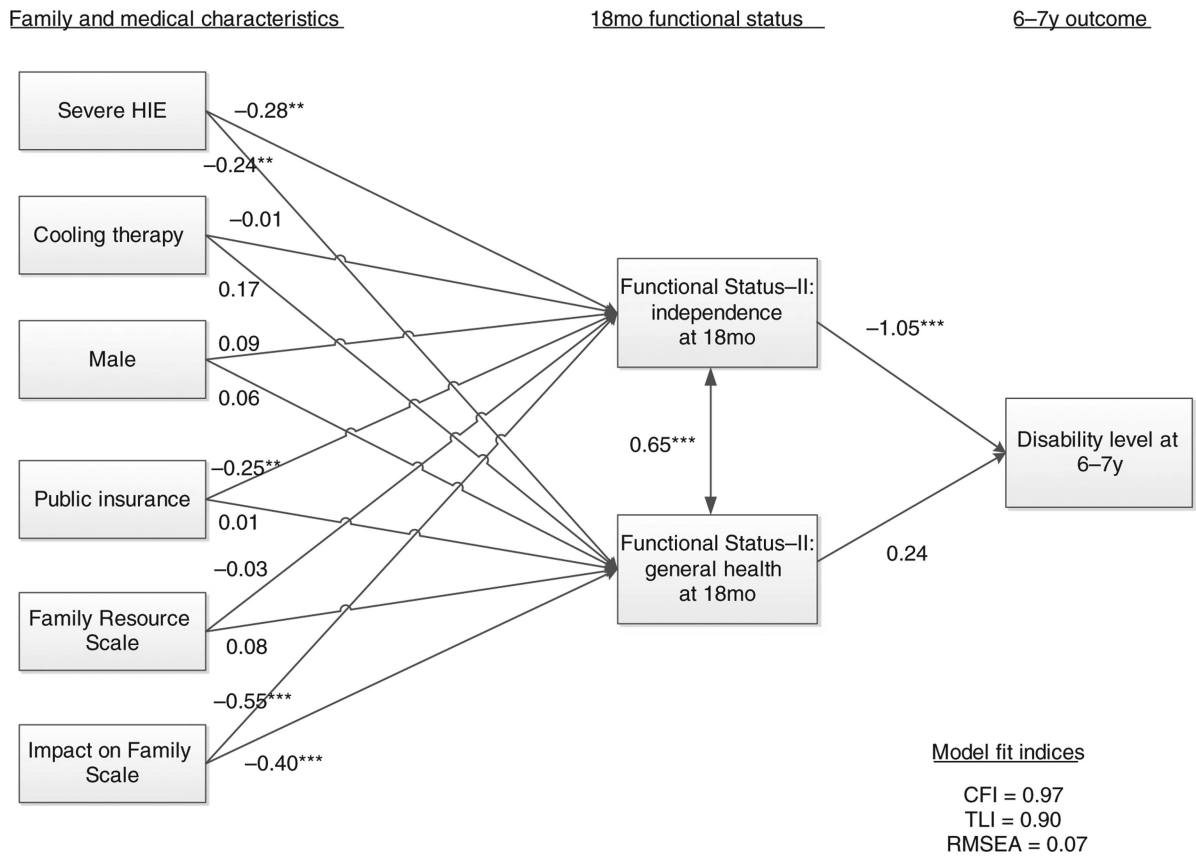 Family and medical characteristics
18mo functional status
6–7y outcome
Severe HIE
–0.28**
–0.24**
Cooling therapy
–0.01
0.17
Male
0.09
0.06
Public insurance
–0.25**
0.01
Family Resource
Scale
–0.03
0.08
Impact on Family
Scale
–0.55***
–0.40***
Functional Status–II:
independence
at 18mo
0.65***
Functional Status–II:
general health
at 18mo
–1.05***
0.24
Disability level at
6–7y
Model fit indices
CFI = 0.97
TLI = 0.90
RMSEA = 0.07